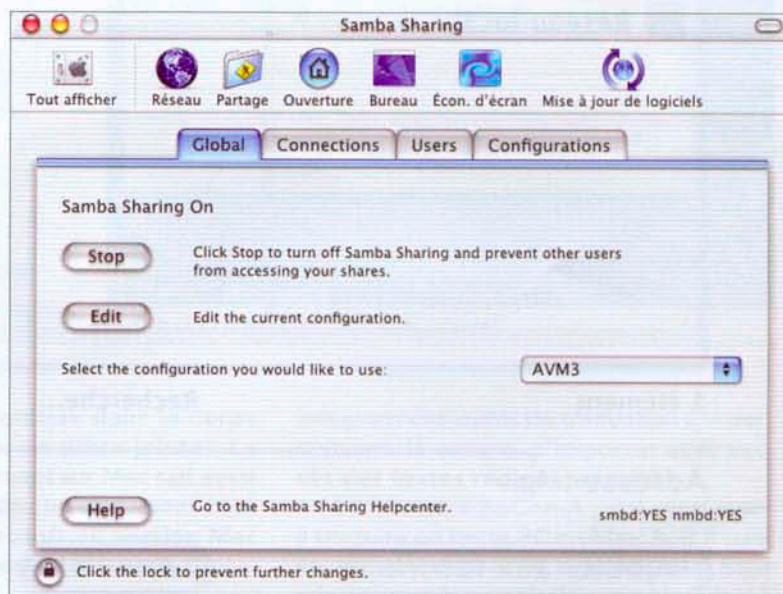 Samba Sharing
Tout afficher
Réseau
Partage
Ouverture
Bureau
Écon. d'écran
Mise à jour de logiciels
Global
Connections
Users
Configurations
Samba Sharing On
Stop
Click Stop to turn off Samba Sharing and prevent other users
from accessing your shares.
Edit
Edit the current configuration.
Select the configuration you would like to use:
AVM3
Help
Go to the Samba Sharing Helpcenter.
smbd:YES nmbd:YES
Click the lock to prevent further changes.